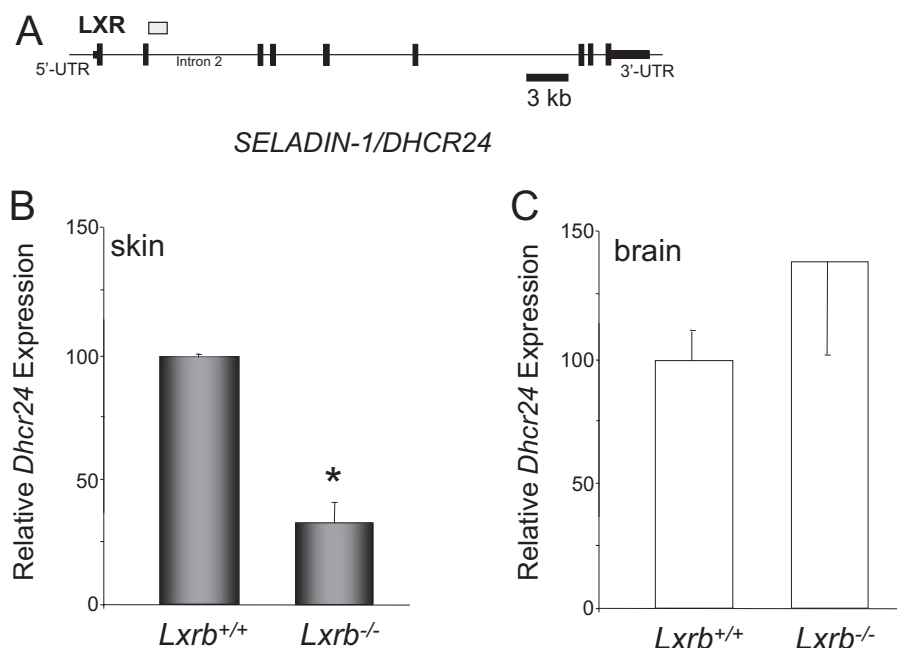 A
LXR
5'-UTR
Intron 2
3'-UTR
3 kb
SELADIN-1/DHCR24
B
Relative Dhcr24 Expression
150
100
50
0
skin
*
Lxrb+/+
Lxrb-/-
C
Relative Dhcr24 Expression
150
100
50
0
brain
Lxrb+/+
Lxrb-/-